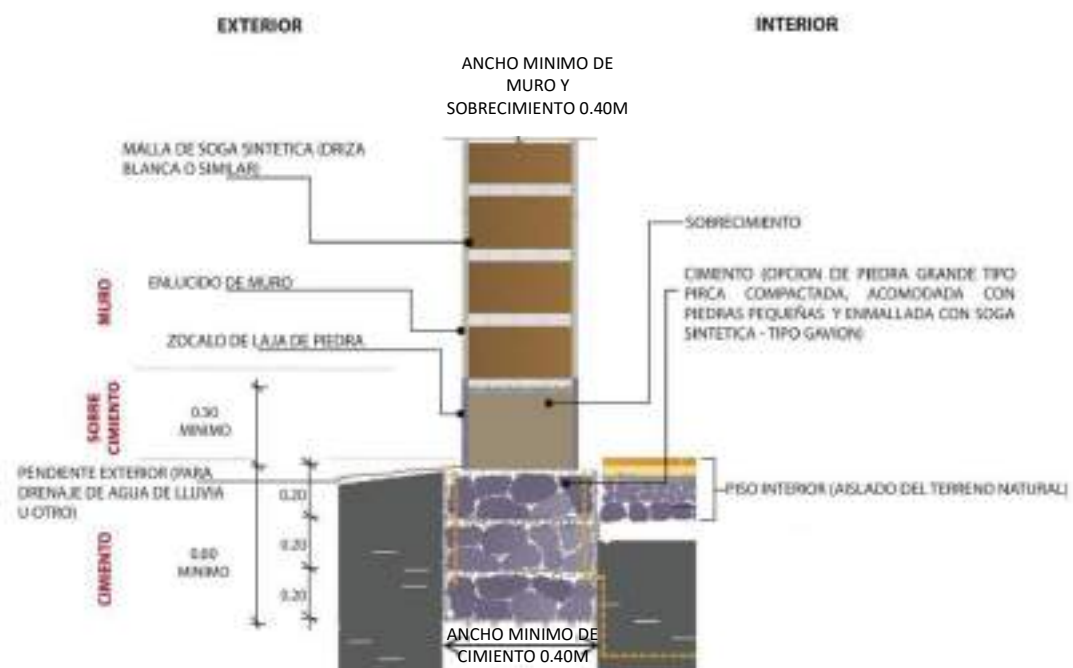 EXTERIOR
INTERIOR
ANCHO MINIMO DE
MURO Y
SOBRECIMIENTO 0.40M
MALLA DE SOGA SINTETICA (DRIZA
BLANCA O SIMILAR)
SOBRECIMIENTO
CIMIENTO (OPCION DE PIEDRA GRANDE TIPO
PIRCA COMPACTADA, ACOMODADA CON
PIEDRAS PEQUEÑAS Y ENMALLADA CON SOGA
SINTETICA - TIPO GAVION)
MURO
ENLUCIDO DE MURO
ZOCALO DE LAJA DE PIEDRA
SOBRE
CIMIENTO
0.30
MINIMO
PENDIENTE EXTERIOR (PARA
DRENAJE DE AGUA DE LLUVIA
U OTRO)
PISO INTERIOR (AISLADO DEL TERRENO NATURAL)
CIMIENTO
0.60
MINIMO
0.20
0.20
0.20
ANCHO MINIMO DE
CIMIENTO 0.40M